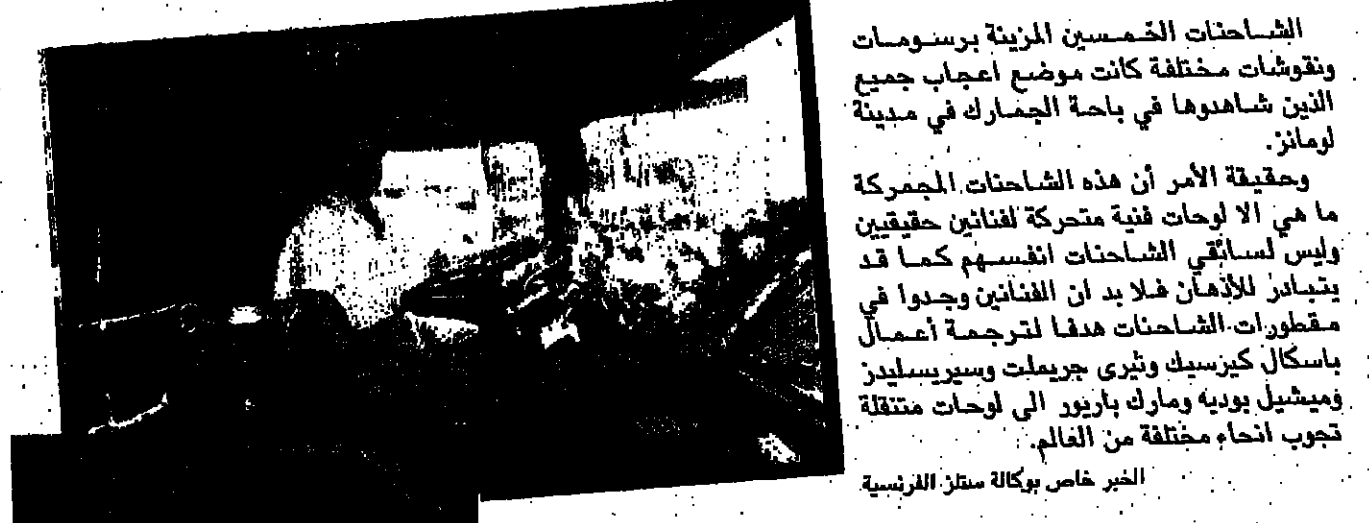 الشاحنات الخمسين المزينة برسومات
ونقوشات مختلفة كانت موضع اعجاب جميع
الذين شاهدوها في باحة الجمارك في مدينة
لومانز.
وحقيقة الأمر أن هذه الشاحنات المجمركة
ما هي الا لوحات فنية متحركة لفنانين حقيقيين
وليس لسائقي الشاحنات انفسهم كما قد
يتبادر للأذهان فلا بد ان الفنانين وجدوا في
مقطورات الشاحنات هدفا لترجمة أعمال
باسكال كيزسيك وثيرى جريملت وسيريسليدز
وميشيل بوديه ومارك باريور الى لوحات متنقلة
تجوب انحاء مختلفة من العالم.
الخبر خاص بوكالة ستلز الفرنسية